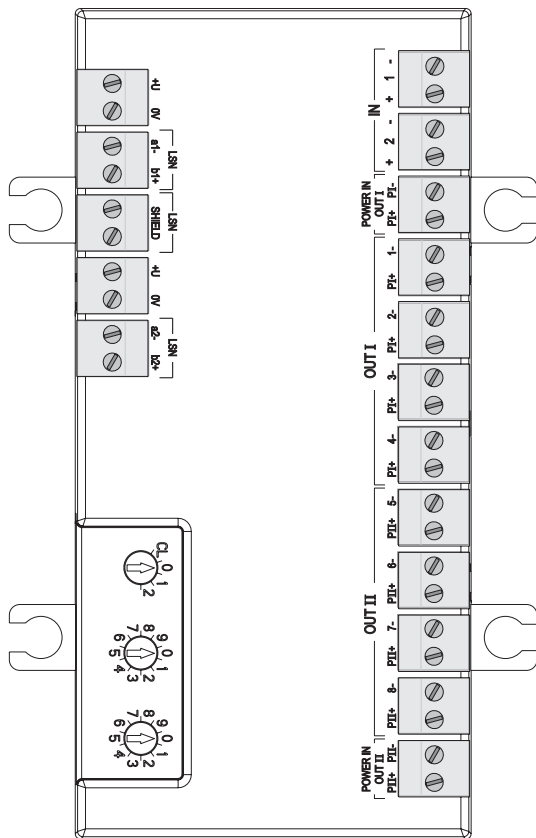 +U
0V
a1-
b1+
LSN
SHIELD
LSN
+U
0V
a2-
b2+
LSN
CL
0
1
2
0
1
2
3
4
5
6
7
8
9
0
1
2
3
4
5
6
7
8
9
IN
1
-
+
2
-
+
POWER IN
OUT I
PI-
PI+
OUT I
1-
PI+
2-
PI+
3-
PI+
4-
PI+
OUT II
5-
PII+
6-
PII+
7-
PII+
8-
PII+
POWER IN
OUT II
PII-
PII+